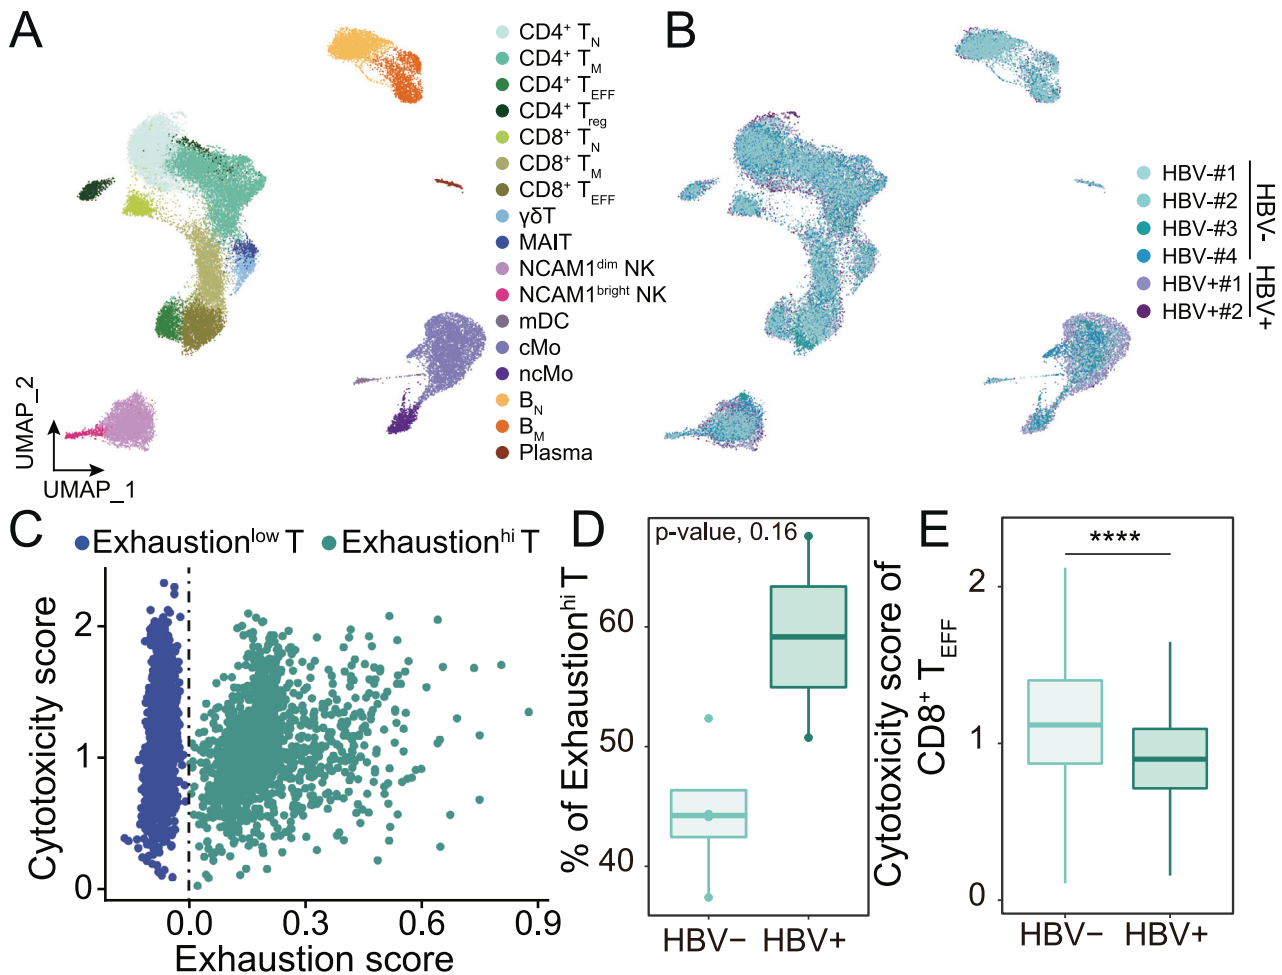 A
CD4⁺ T_N
CD4⁺ T_M
CD4⁺ T_EFF
CD4⁺ T_reg
CD8⁺ T_N
CD8⁺ T_M
CD8⁺ T_EFF
γδT
MAIT
NCAM1^dim NK
NCAM1^bright NK
mDC
cMo
ncMo
B_N
B_M
Plasma
UMAP_2
UMAP_1
B
HBV-#1
HBV-#2
HBV-#3
HBV-#4
HBV+#1
HBV+#2
HBV-
HBV+
C
Exhaustion^low T
Exhaustion^hi T
Cytotoxicity score
2
1
0
0.0
0.3
0.6
0.9
Exhaustion score
D
p-value, 0.16
% of Exhaustion^hi T
60
50
40
HBV−
HBV+
E
****
Cytotoxicity score of
CD8⁺ T_EFF
2
1
0
HBV−
HBV+